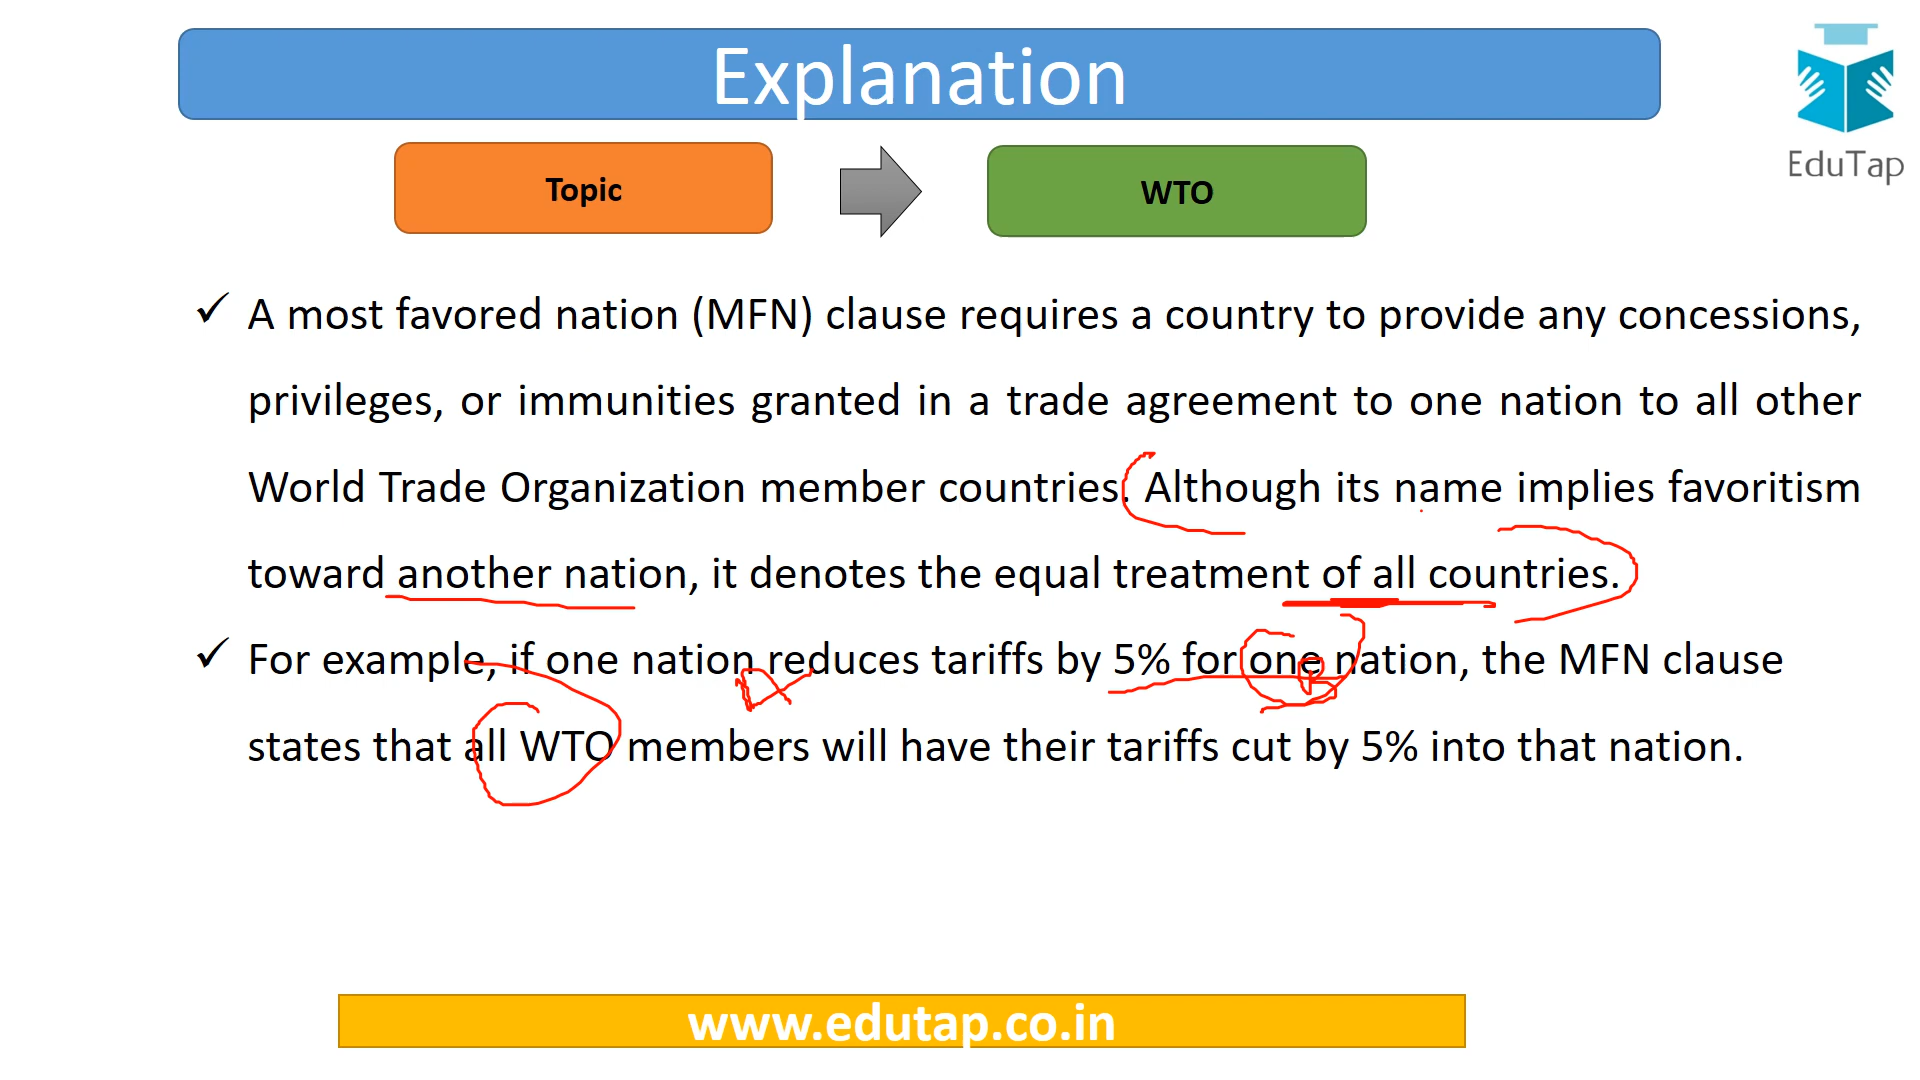 Explanation
EduTap
Topic
WTO
✓ A most favored nation (MFN) clause requires a country to provide any concessions,
privileges, or immunities granted in a trade agreement to one nation to all other
World Trade Organization member countries. Although its name implies favoritism
toward another nation, it denotes the equal treatment of all countries.
✓ For example, if one nation reduces tariffs by 5% for one nation, the MFN clause
states that all WTO members will have their tariffs cut by 5% into that nation.
www.edutap.co.in